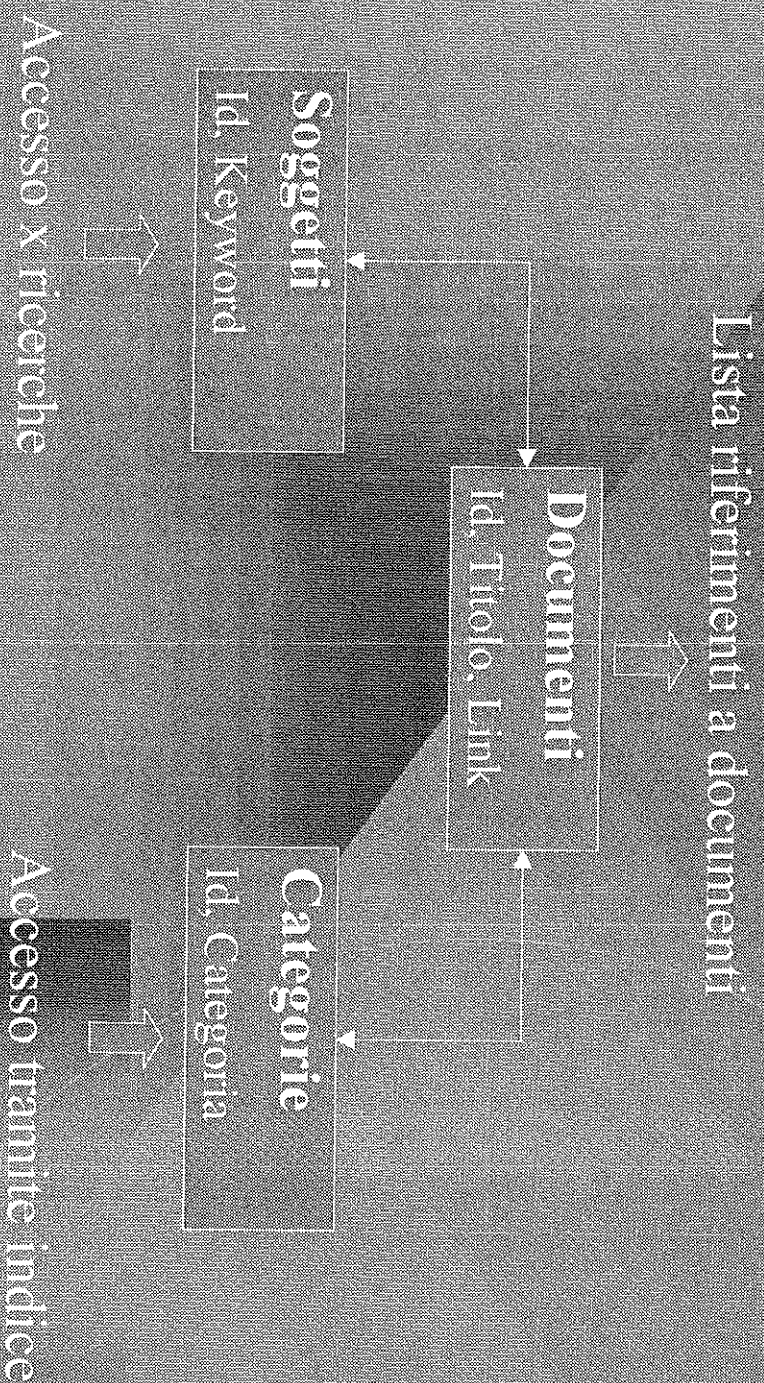 Lista riferimenti a documenti
Documenti
Id, Titolo, Link
Soggetti
Id, Keyword
Categorie
Id, Categoria
Accesso x ricerche
Accesso tramite indice